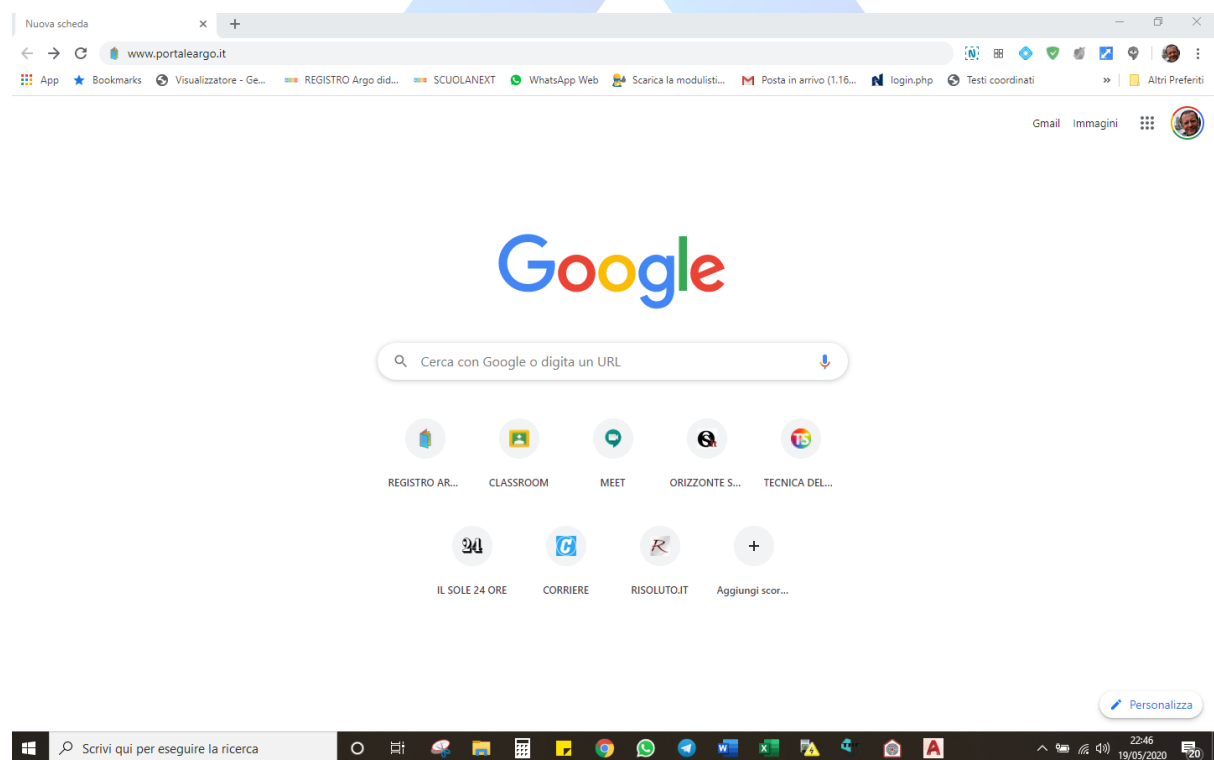 Nuova scheda
www.portaleargo.it
App Bookmarks Visualizzatore - Ge... REGISTRO Argo did... SCUOLANEXT WhatsApp Web Scarica la modulisti... Posta in arrivo (1.16... login.php Testi coordinati » Altri Preferiti
Gmail Immagini
Google
Cerca con Google o digita un URL
REGISTRO AR... CLASSROOM MEET ORIZZONTE S... TECNICA DEL...
IL SOLE 24 ORE CORRIERE RISOLUTO.IT Aggiungi scor...
Personalizza
Scrivi qui per eseguire la ricerca
22:46
19/05/2020
20